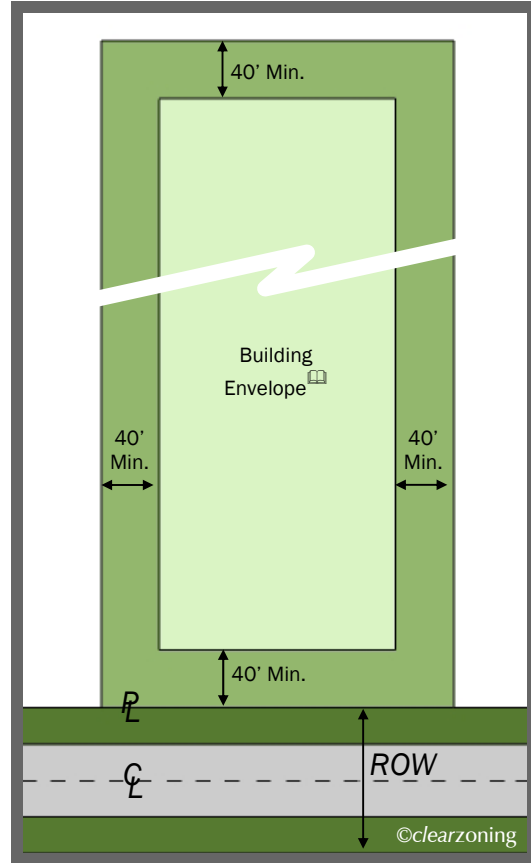 40’ Min.
Building
Envelope
40’
Min.
40’
Min.
40’ Min.
PL
CL
ROW
©clearzoning